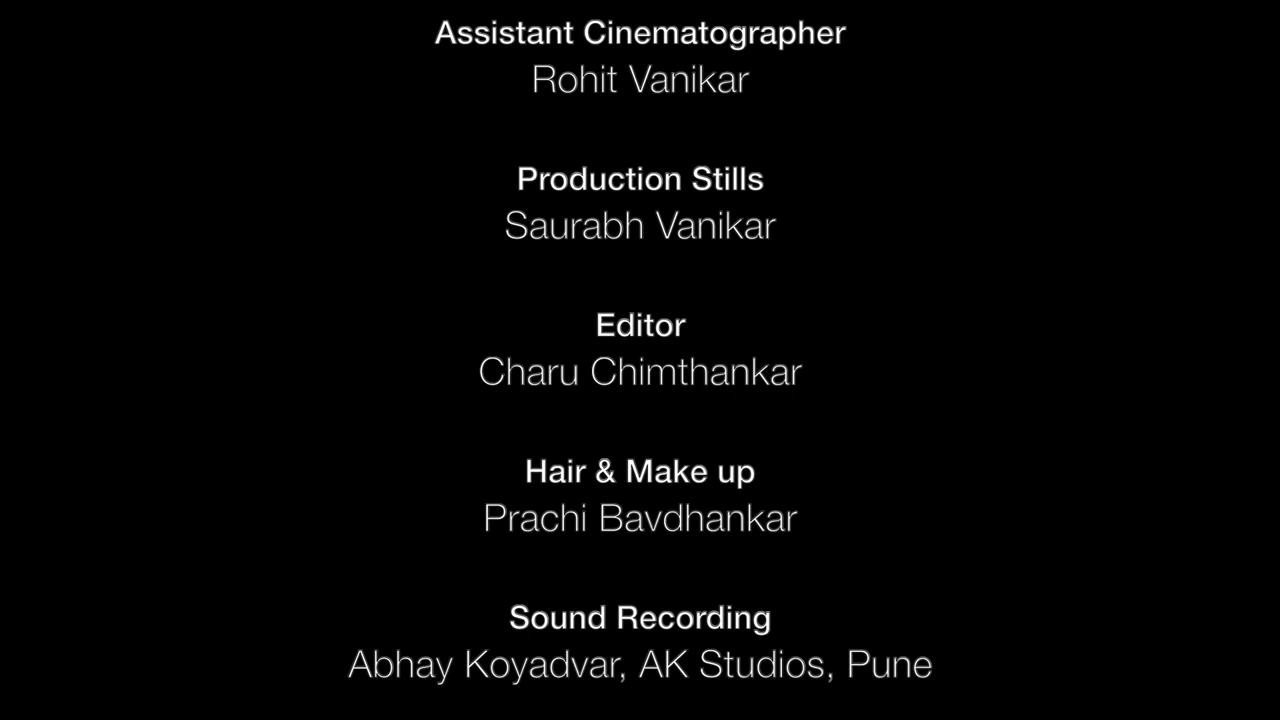 Assistant Cinematographer
Rohit Vanikar
Production Stills
Saurabh Vanikar
Editor
Charu Chimthankar
Hair & Make up
Prachi Bavdhankar
Sound Recording
Abhay Koyadvar, AK Studios, Pune